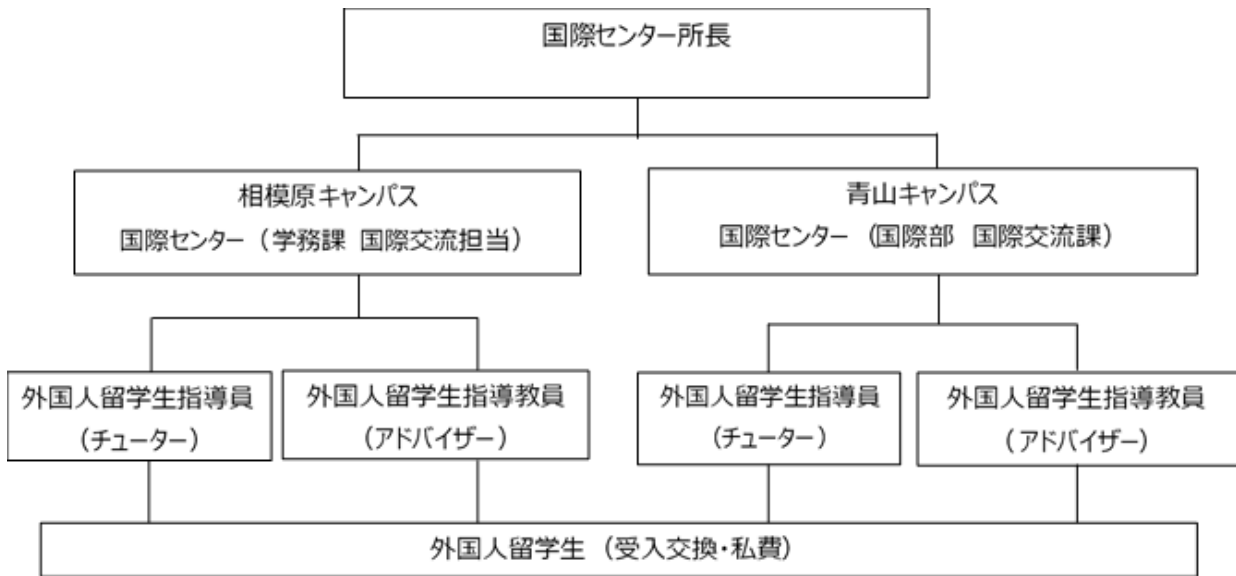 国際センター所長
相模原キャンパス
国際センター（学務課 国際交流担当）
青山キャンパス
国際センター （国際部　国際交流課）
外国人留学生指導員
（チューター）
外国人留学生指導教員
（アドバイザー）
外国人留学生指導員
（チューター）
外国人留学生指導教員
（アドバイザー）
外国人留学生 （受入交換・私費）